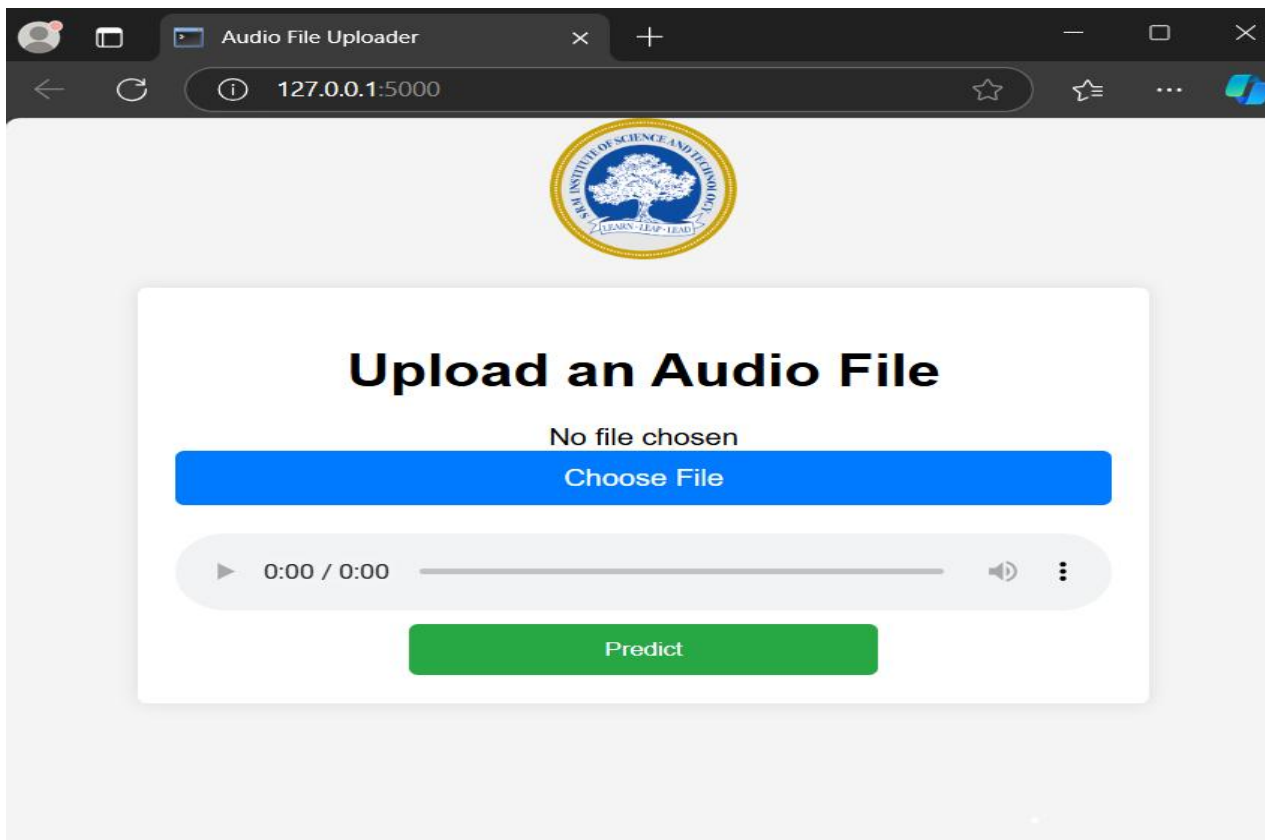 Audio File Uploader
127.0.0.1:5000
SRM INSTITUTE OF SCIENCE AND TECHNOLOGY
LEARN - LEAP - LEAD
Upload an Audio File
No file chosen
Choose File
0:00 / 0:00
Predict